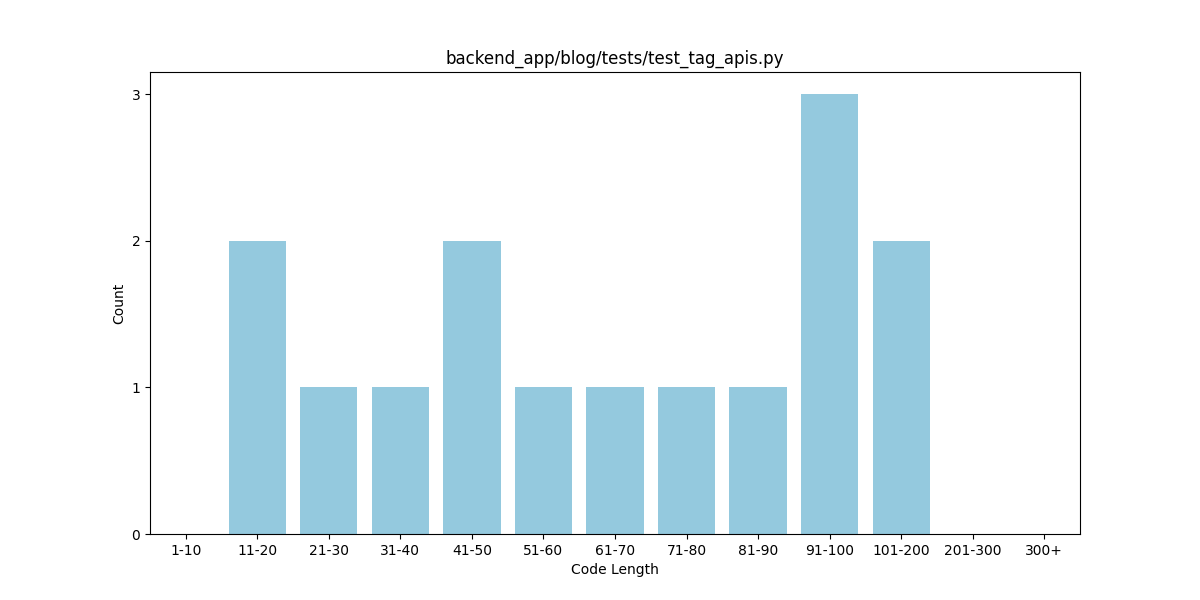 backend_app/blog/tests/test_tag_apis.py
3
2
1
0
Count
1-10 11-20 21-30 31-40 41-50 51-60 61-70 71-80 81-90 91-100 101-200 201-300 300+
Code Length